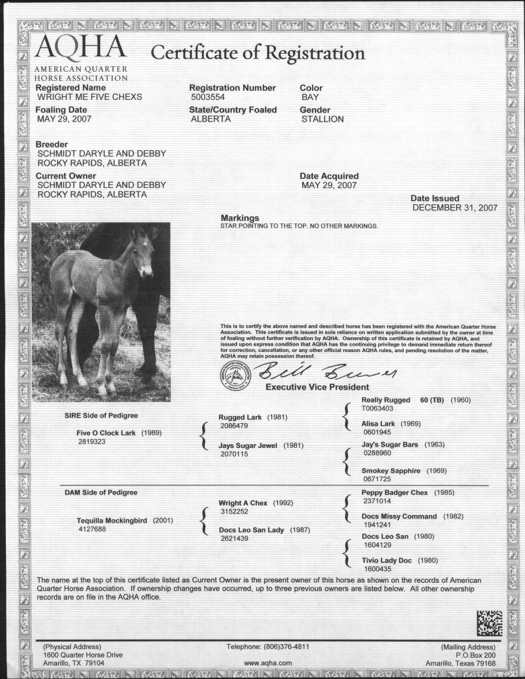 AQHA
AMERICAN QUARTER
HORSE ASSOCIATION
Certificate of Registration
Registered Name
WRIGHT ME FIVE CHEXS
Registration Number
5003554
Color
BAY
Foaling Date
MAY 29, 2007
State/Country Foaled
ALBERTA
Gender
STALLION
Breeder
SCHMIDT DARYLE AND DEBBY
ROCKY RAPIDS, ALBERTA
Current Owner
SCHMIDT DARYLE AND DEBBY
ROCKY RAPIDS, ALBERTA
Date Acquired
MAY 29, 2007
Date Issued
DECEMBER 31, 2007
Markings
STAR POINTING TO THE TOP. NO OTHER MARKINGS.
This is to certify the above named and described horse has been registered with the American Quarter Horse
Association. This certificate is issued in sole reliance on written application submitted by the owner at time
of foaling without further verification by AQHA. Ownership of this certificate is retained by AQHA, and
issued upon express condition that AQHA has the continuing privilege to demand immediate return thereof
for correction, cancellation, or any other official reason AQHA rules, and pending resolution of the matter,
AQHA may retain possession thereof.
Executive Vice President
SIRE Side of Pedigree
Five O Clock Lark (1989)
2819323
Rugged Lark (1981)
2086479
Jays Sugar Jewel (1981)
2070115
Really Rugged 60 (TB) (1960)
T0063403
Alisa Lark (1969)
0601945
Jay's Sugar Bars (1963)
0288960
Smokey Sapphire (1969)
0671725
DAM Side of Pedigree
Tequilla Mockingbird (2001)
4127688
Wright A Chex (1992)
3152252
Docs Leo San Lady (1987)
2621439
Peppy Badger Chex (1985)
2371014
Docs Missy Command (1982)
1941241
Docs Leo San (1980)
1604129
Tivio Lady Doc (1980)
1600435
The name at the top of this certificate listed as Current Owner is the present owner of this horse as shown on the records of American
Quarter Horse Association. If ownership changes have occurred, up to three previous owners are listed below. All other ownership
records are on file in the AQHA office.
(Physical Address)
1600 Quarter Horse Drive
Amarillo, TX 79104
Telephone: (806)376-4811
www.aqha.com
(Mailing Address)
P.O.Box 200
Amarillo, Texas 79168